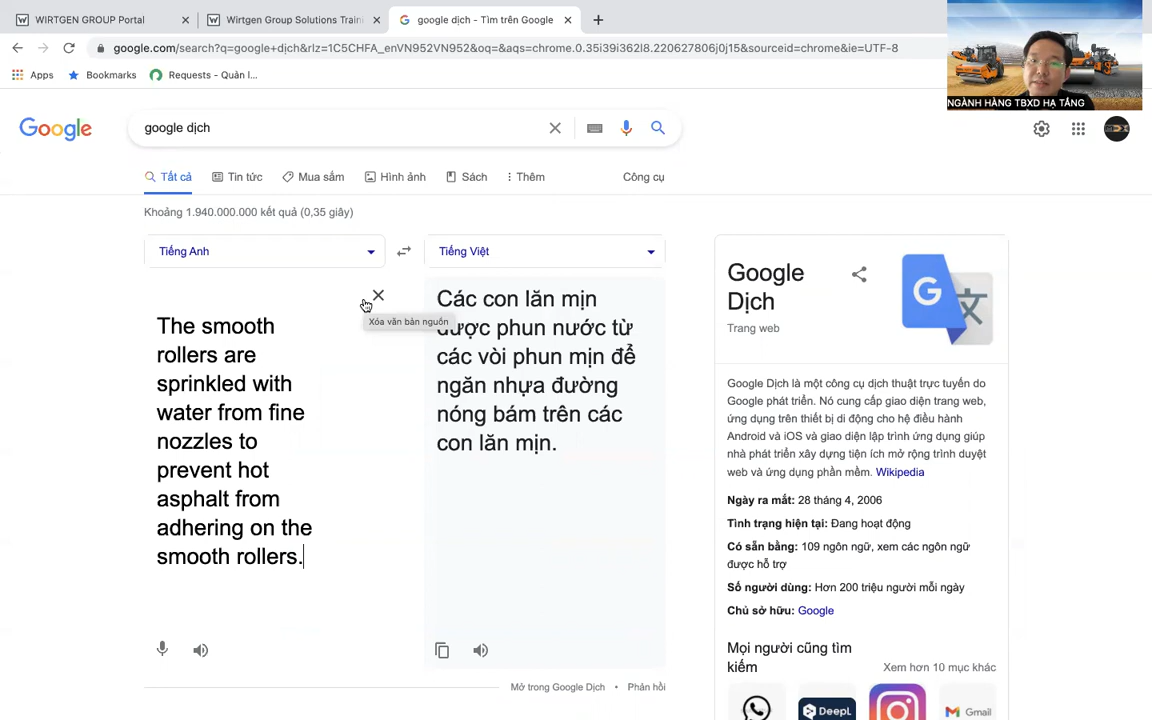 WIRTGEN GROUP Portal
Wirtgen Group Solutions Traini
google dịch - Tìm trên Google
google.com/search?q=google+dịch&rlz=1C5CHFA_enVN952VN952&oq=&aqs=chrome.0.35i39i362l8.220627806j0j15&sourceid=chrome&ie=UTF-8
Apps
Bookmarks
Requests - Quản l...
NGÀNH HÀNG TBXD HẠ TẦNG
Google
google dịch
Tất cả
Tin tức
Mua sắm
Hình ảnh
Sách
Thêm
Công cụ
Khoảng 1.940.000.000 kết quả (0,35 giây)
Tiếng Anh
Tiếng Việt
The smooth
rollers are
sprinkled with
water from fine
nozzles to
prevent hot
asphalt from
adhering on the
smooth rollers.
Xóa văn bản nguồn
Các con lăn mịn
được phun nước từ
các vòi phun mịn để
ngăn nhựa đường
nóng bám trên các
con lăn mịn.
Mở trong Google Dịch • Phản hồi
Google
Dịch
Trang web
Google Dịch là một công cụ dịch thuật trực tuyến do
Google phát triển. Nó cung cấp giao diện trang web,
ứng dụng trên thiết bị di động cho hệ điều hành
Android và iOS và giao diện lập trình ứng dụng giúp
nhà phát triển xây dựng tiện ích mở rộng trình duyệt
web và ứng dụng phần mềm. Wikipedia
Ngày ra mắt: 28 tháng 4, 2006
Tình trạng hiện tại: Đang hoạt động
Có sẵn bằng: 109 ngôn ngữ, xem các ngôn ngữ
được hỗ trợ
Số người dùng: Hơn 200 triệu người mỗi ngày
Chủ sở hữu: Google
Mọi người cũng tìm
kiếm
Xem hơn 10 mục khác
DeepL
Gmail